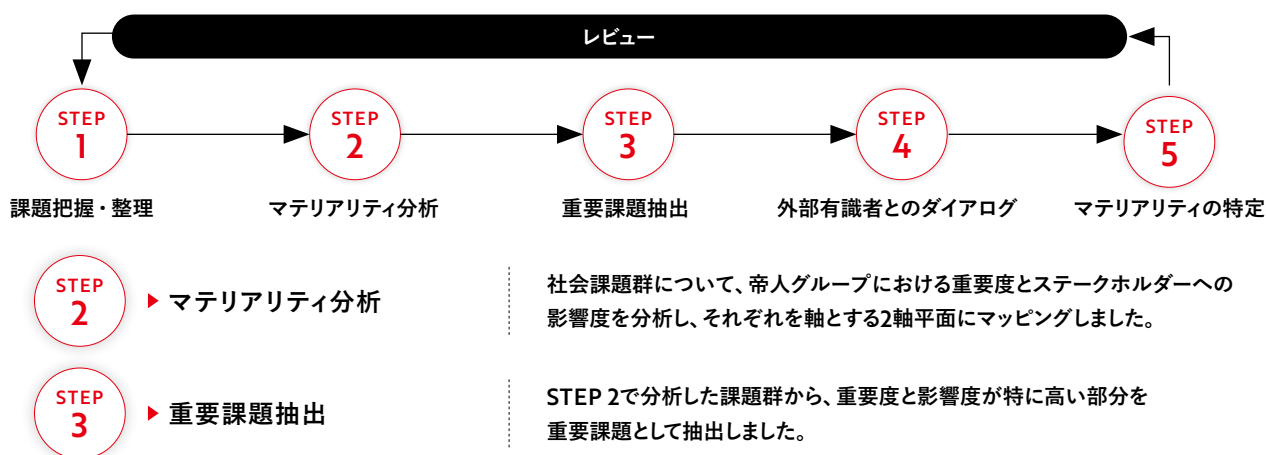 レビュー
STEP
1
STEP
2
STEP
3
STEP
4
STEP
5
課題把握・整理
マテリアリティ分析
重要課題抽出
外部有識者とのダイアログ
マテリアリティの特定
STEP
2
マテリアリティ分析
社会課題群について、帝人グループにおける重要度とステークホルダーへの
影響度を分析し、それぞれを軸とする2軸平面にマッピングしました。
STEP
3
重要課題抽出
STEP 2で分析した課題群から、重要度と影響度が特に高い部分を
重要課題として抽出しました。